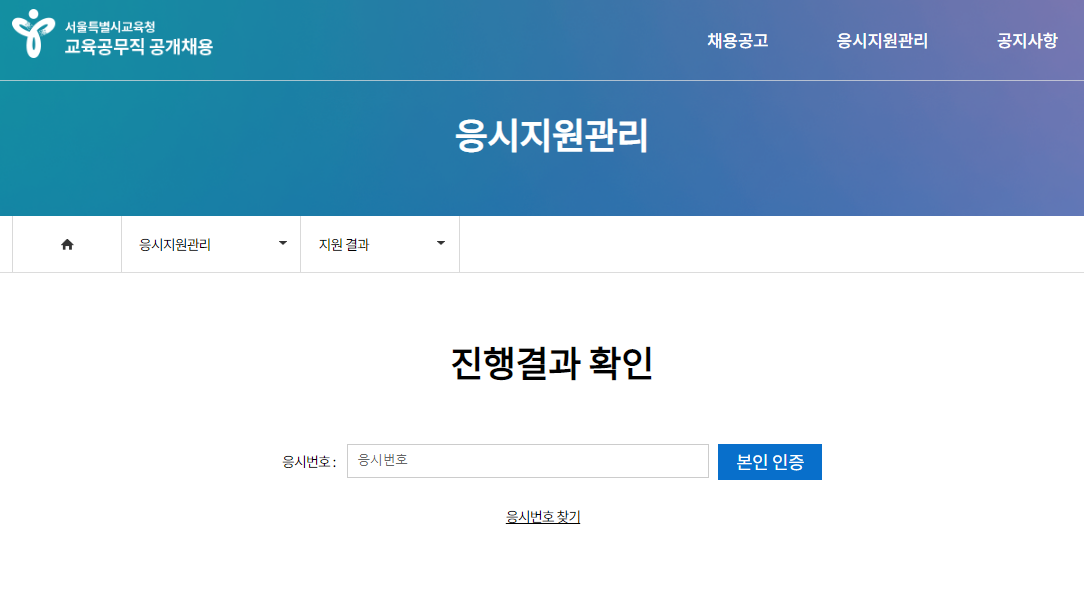 서울특별시교육청
교육공무직 공개채용
채용공고 응시지원관리 공지사항
응시지원관리
응시지원관리 지원 결과
진행결과 확인
응시번호 : 응시번호 본인 인증
응시번호 찾기